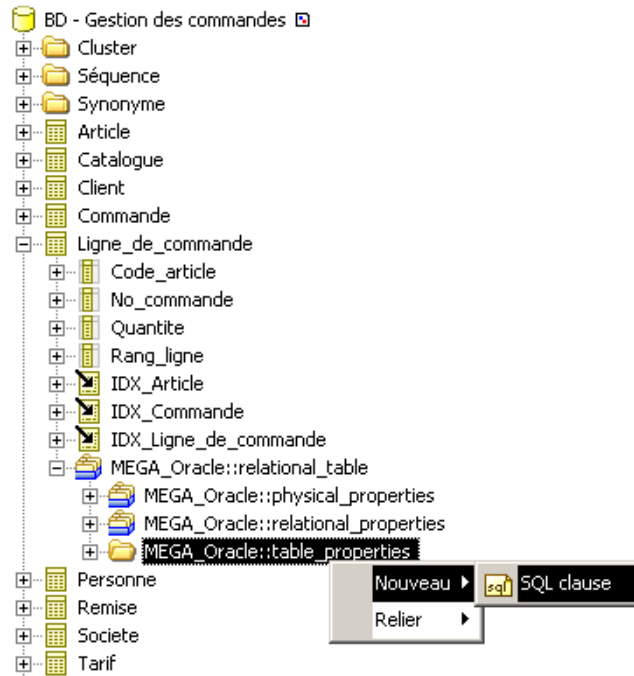 BD - Gestion des commandes
Cluster
Séquence
Synonyme
Article
Catalogue
Client
Commande
Ligne_de_commande
Code_article
No_commande
Quantite
Rang_ligne
IDX_Article
IDX_Commande
IDX_Ligne_de_commande
MEGA_Oracle::relational_table
MEGA_Oracle::physical_properties
MEGA_Oracle::relational_properties
MEGA_Oracle::table_properties
Personne
Nouveau
sql SQL clause
Remise
Relier
Societe
Tarif